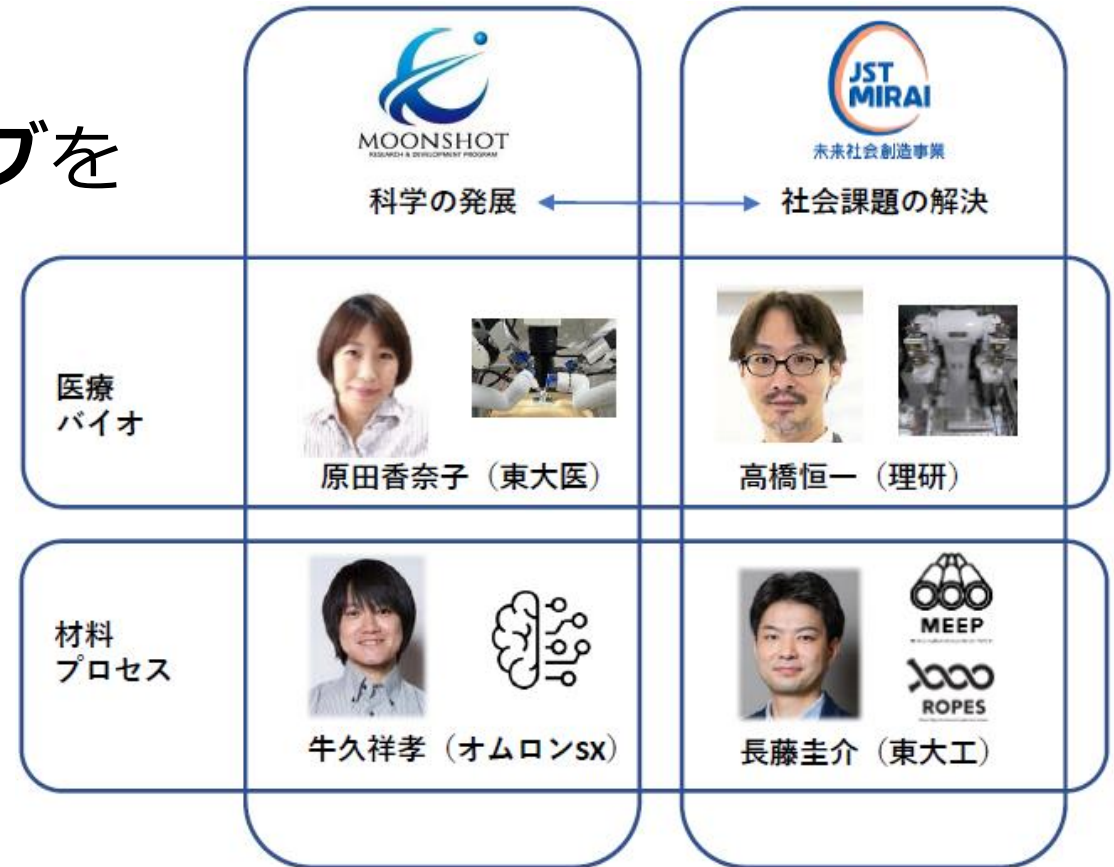 ブを
MOONSHOT
RESEARCH & DEVELOPMENT PROGRAM
科学の発展
JST
MIRAI
未来社会創造事業
社会課題の解決
医療
バイオ
原田香奈子（東大医）
高橋恒一（理研）
材料
プロセス
牛久祥孝（オムロンSX）
MEEP
ROPES
長藤圭介（東大工）